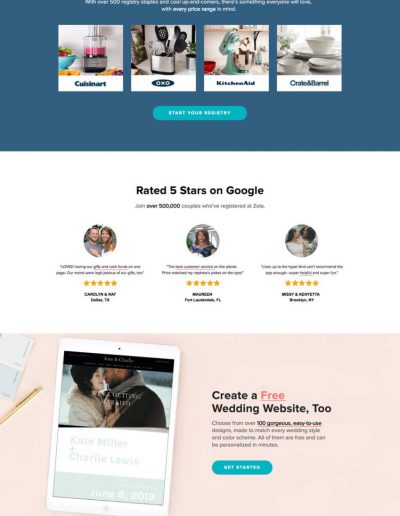 With over 500 registry staples and cool up-and-comers, there's something everyone will love,
with every price range in mind.
Cuisinart
OXO
KitchenAid
Crate&Barrel
START YOUR REGISTRY
Rated 5 Stars on Google
Join over 500,000 couples who've registered at Zola.
"LOVED having our gifts and cash funds on one
page. Our moms were legit jealous of our gifts, too."
CAROLYN & NAT
Dallas, TX
"The best customer service on the planet.
Price matched my nephew's plates on the spot."
MAUREEN
Fort Lauderdale, FL
"Lives up to the hype! And can't recommend
the app enough—super helpful and super fun."
MISSY & KENYETTA
Brooklyn, NY
Kate & Charlie
WE'RE GETTING
MARRIED
Kate Miller
Charlie Lewis
June 8, 2019
Create a Free
Wedding Website, Too
Choose from over 100 gorgeous, easy-to-use
designs, made to match every wedding style
and color scheme. All of them are free and can
be personalized in minutes.
GET STARTED